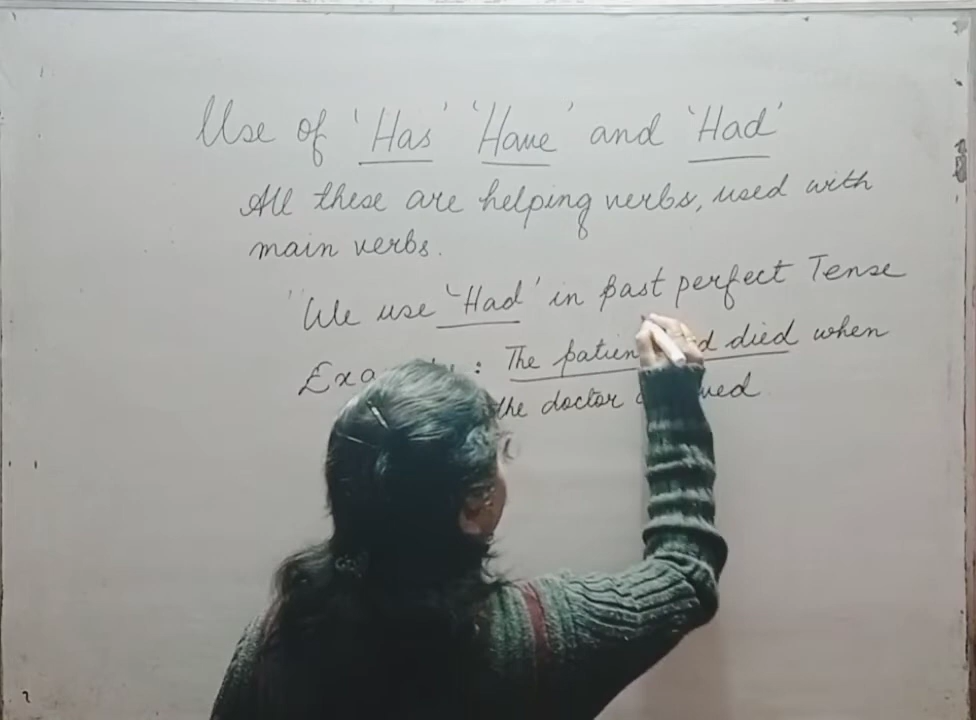 Use of 'Has' 'Have' and 'Had'
All these are helping verbs, used with
main verbs.
"We use 'Had' in past perfect Tense
: The died when
the doctor